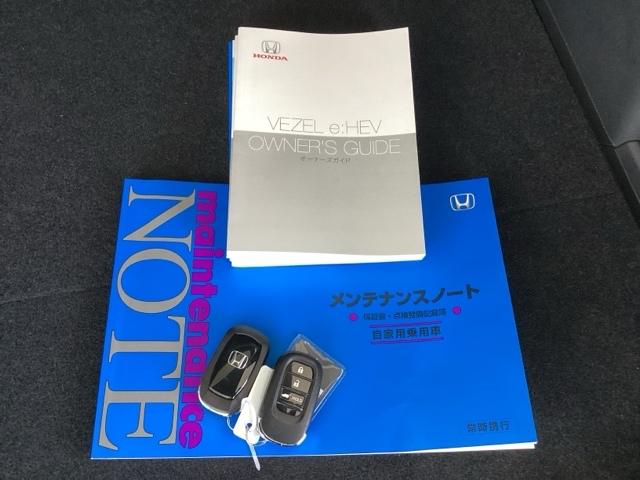 HONDA
VEZEL e:HEV
OWNER'S GUIDE
オーナーズガイド
maintenance
NOTE
メンテナンスノート
保証書・点検整備記録簿
自家用乗用車
常時携行
HOLD